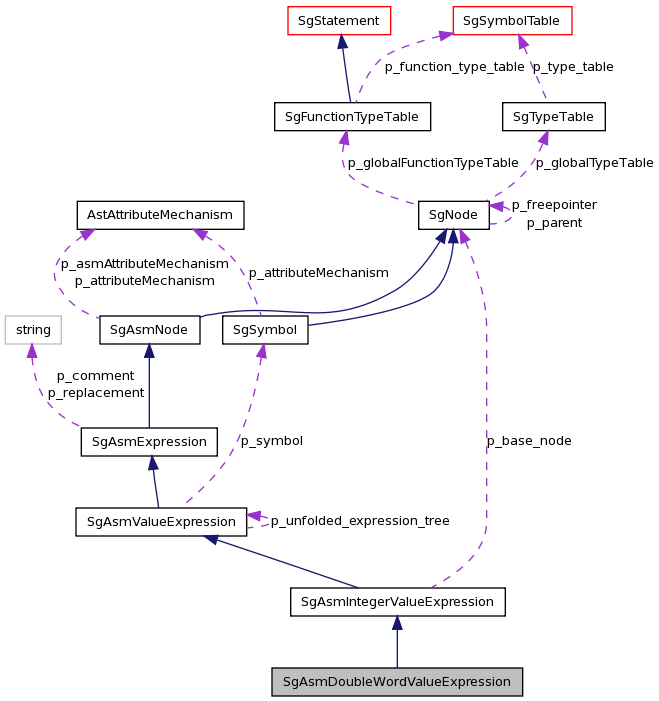 SgStatement
SgSymbolTable
p_function_type_table
p_type_table
SgFunctionTypeTable
SgTypeTable
p_globalFunctionTypeTable
p_globalTypeTable
AstAttributeMechanism
SgNode
p_freepointer
p_parent
p_asmAttributeMechanism
p_attributeMechanism
p_attributeMechanism
string
SgAsmNode
SgSymbol
p_comment
p_replacement
SgAsmExpression
p_symbol
p_base_node
SgAsmValueExpression
p_unfolded_expression_tree
SgAsmIntegerValueExpression
SgAsmDoubleWordValueExpression